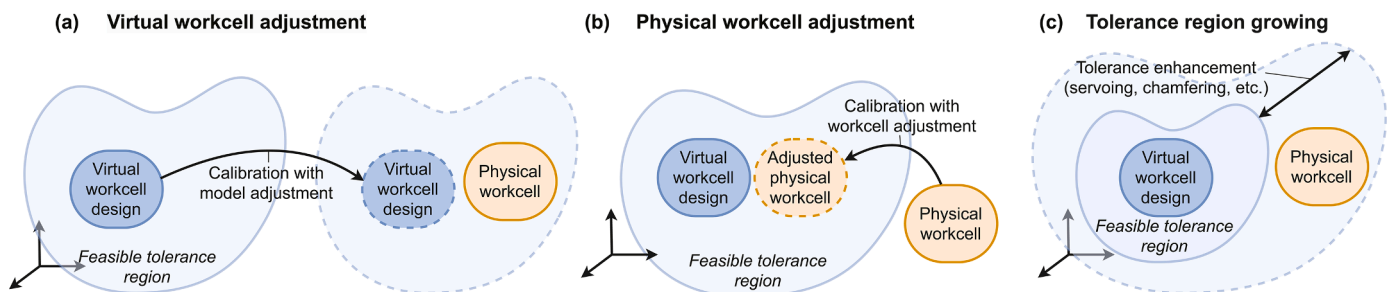 (a) Virtual workcell adjustment
Virtual
workcell
design
Calibration with
model adjustment
Virtual
workcell
design
Physical
workcell
Feasible tolerance
region
(b) Physical workcell adjustment
Calibration with
workcell adjustment
Virtual
workcell
design
Adjusted
physical
workcell
Physical
workcell
Feasible tolerance
region
(c) Tolerance region growing
Tolerance enhancement
(servoing, chamfering, etc.)
Virtual
workcell
design
Physical
workcell
Feasible tolerance
region